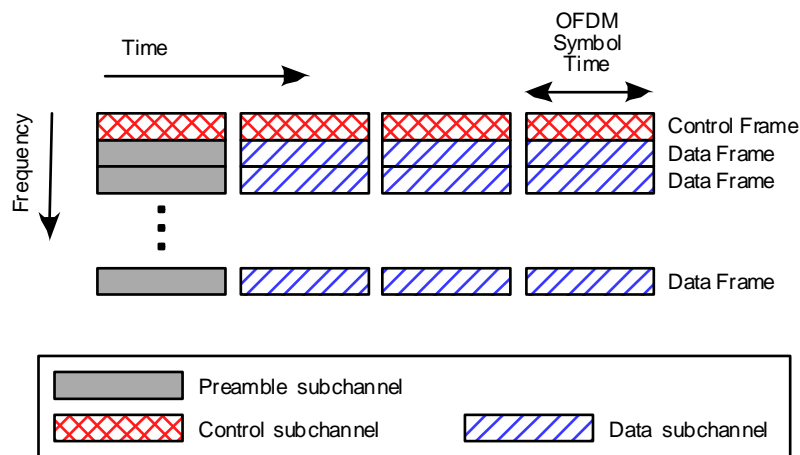 Time
OFDM
Symbol
Time
Frequency
Control Frame
Data Frame
Data Frame
Data Frame
Preamble subchannel
Control subchannel
Data subchannel